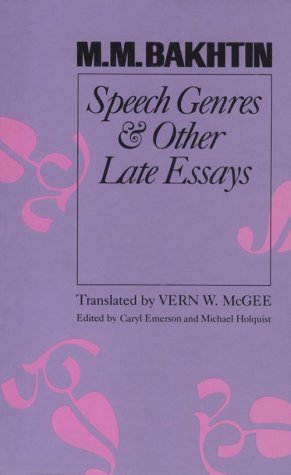 M.M. BAKHTIN
Speech Genres
& Other
Late Essays
Translated by VERN W. McGEE
Edited by Caryl Emerson and Michael Holquist